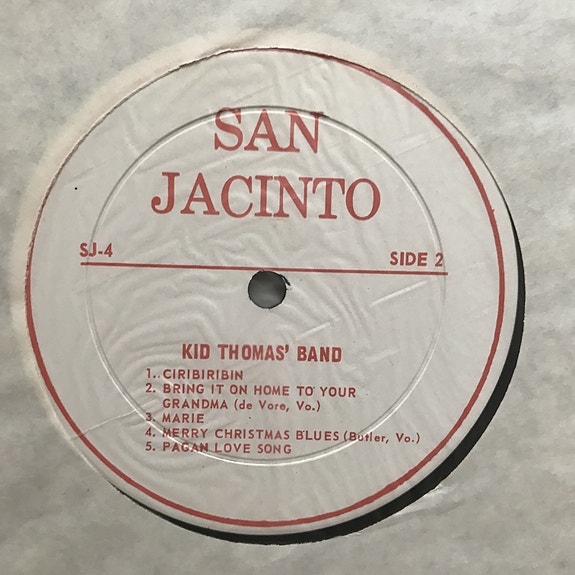 SAN
JACINTO
SJ-4
SIDE 2
KID THOMAS' BAND
1. CIRIBIRIBIN
2. BRING IT ON HOME TO YOUR
GRANDMA (de Vore, Vo.)
3. MARIE
4. MERRY CHRISTMAS BLUES (Butler, Vo.)
5. PAGAN LOVE SONG